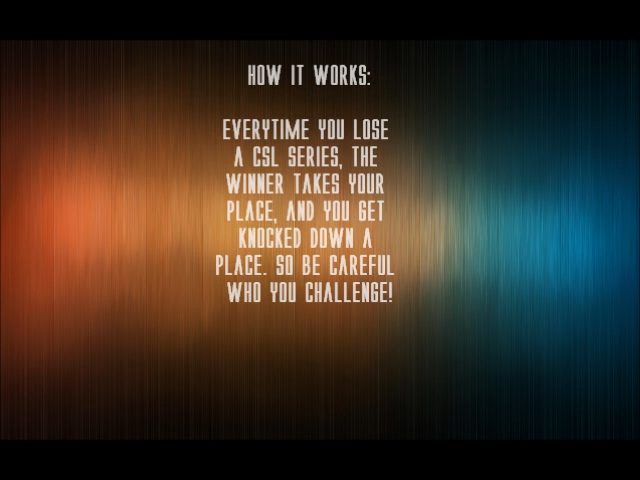 HOW IT WORKS:
EVERYTIME YOU LOSE
A CSL SERIES, THE
WINNER TAKES YOUR
PLACE, AND YOU GET
KNOCKED DOWN A
PLACE. SO BE CAREFUL
WHO YOU CHALLENGE!